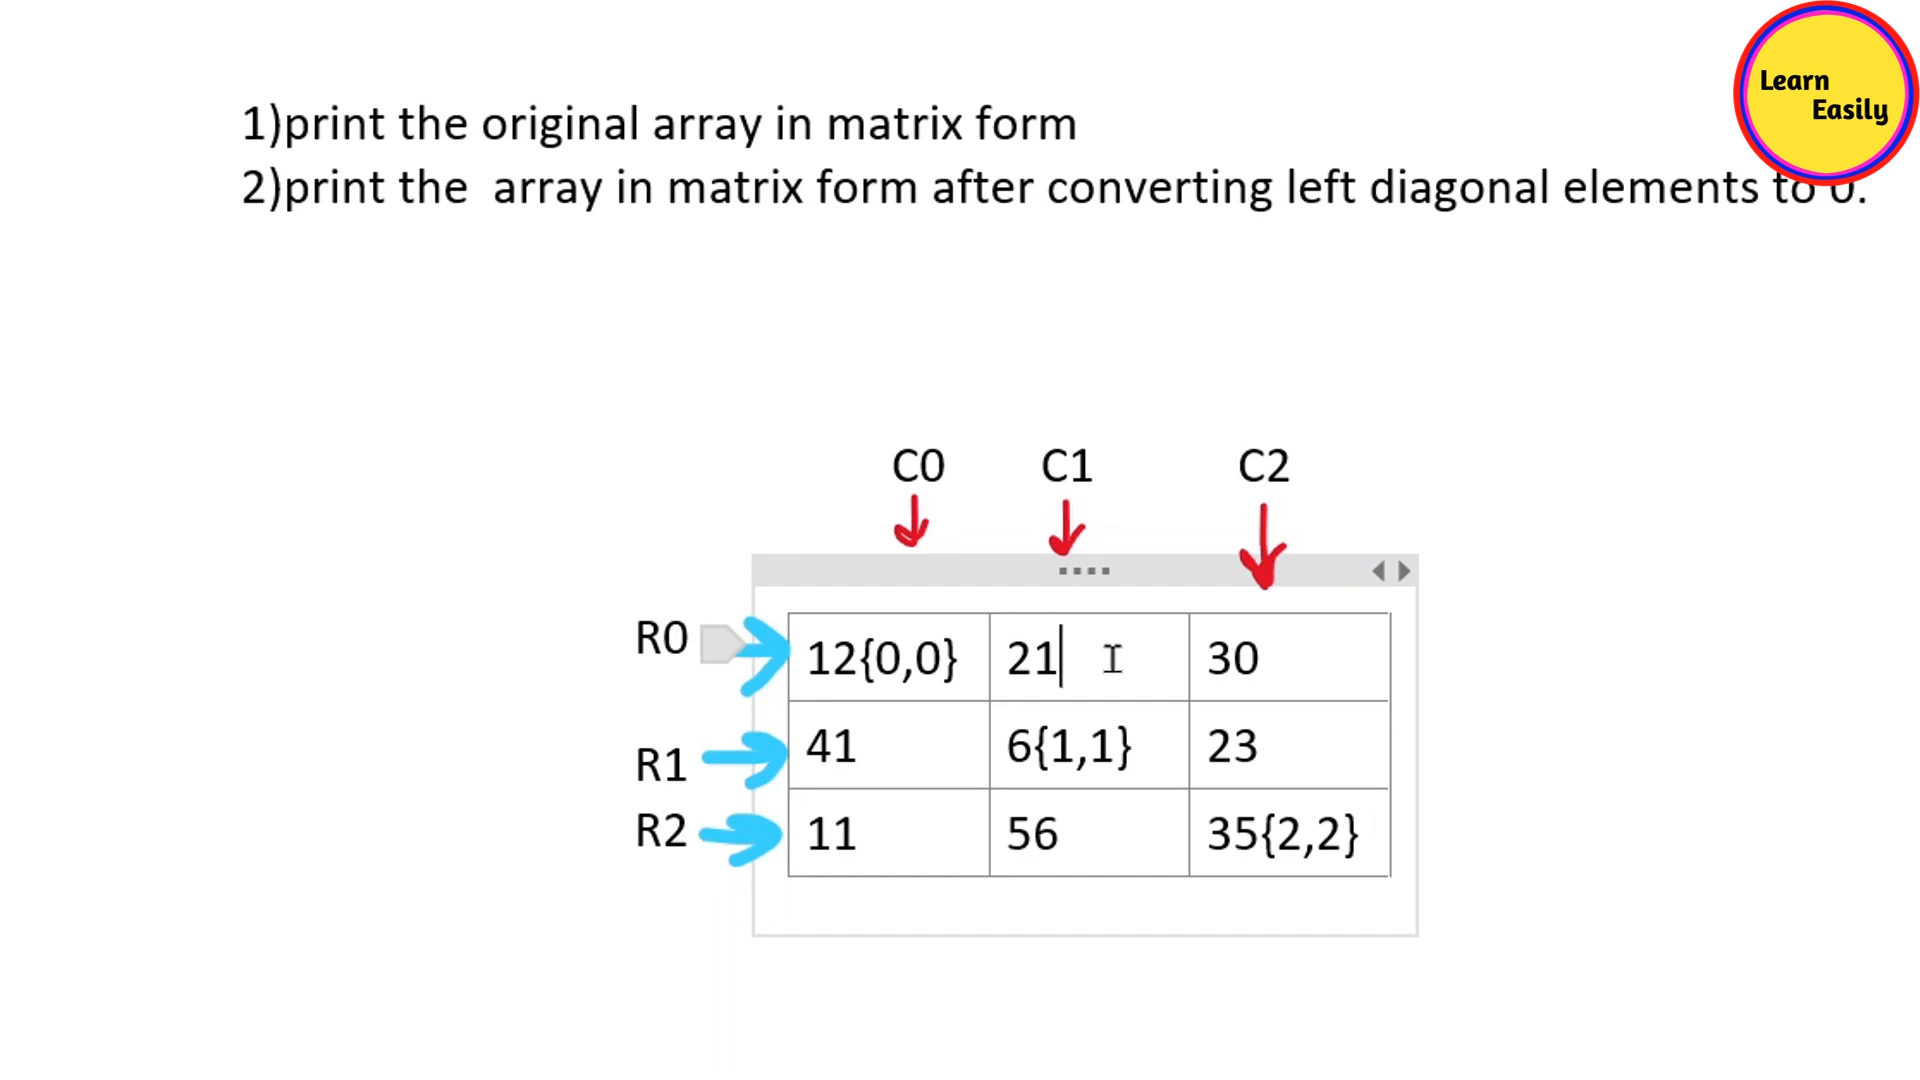 Learn
Easily
1)print the original array in matrix form
2)print the  array in matrix form after converting left diagonal elements to 0.
C0 C1 C2
R0 12{0,0} 21 30
R1 41 6{1,1} 23
R2 11 56 35{2,2}